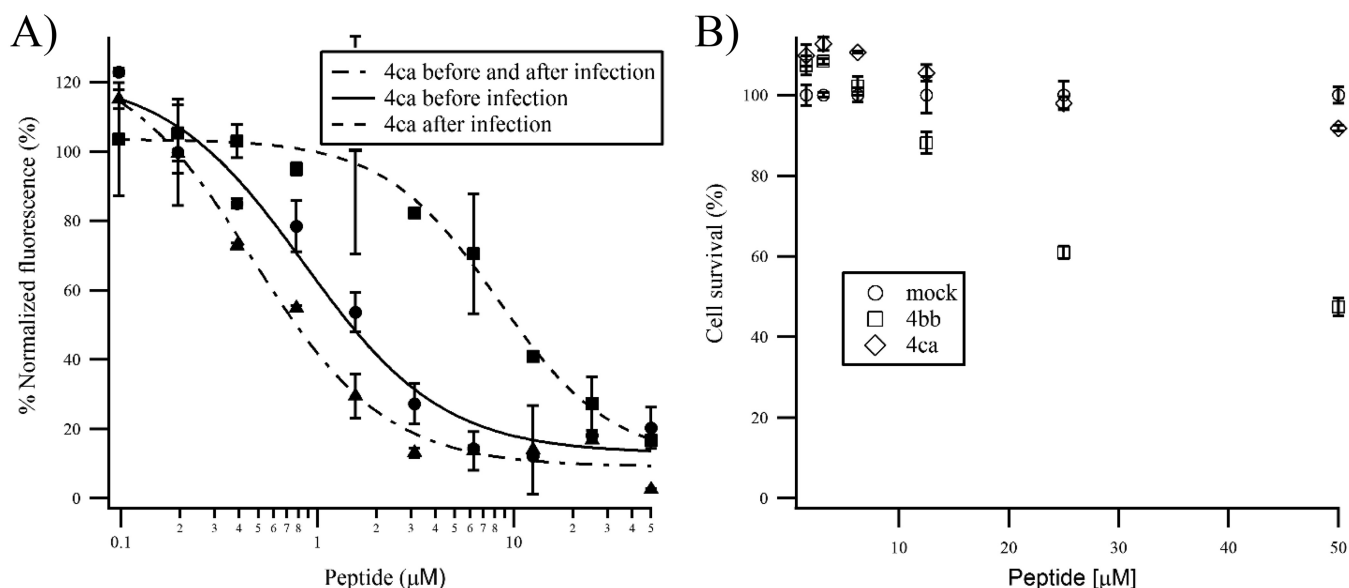 A)
% Normalized fluorescence (%)
120
100
80
60
40
20
0
4ca before and after infection
4ca before infection
4ca after infection
2 3 4 5 6 7 8 2 3 4 5 6 7 8 2 3 4 5
0.1 1 10
Peptide (μM)
B)
Cell survival (%)
100
80
60
40
20
0
mock
4bb
4ca
10 20 30 40 50
Peptide [μM]